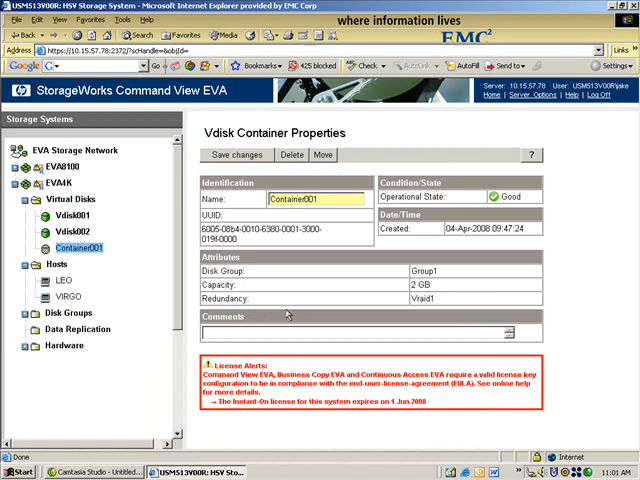 USM513V00R: HSV Storage System - Microsoft Internet Explorer provided by EMC Corp
File Edit View Favorites Tools Help
where information lives
EMC²
Back Search Favorites Media
Address https://10.15.57.78:2372/?scHandle=&objId= Links »
Google G Go Bookmarks 425 blocked Check AutoLink AutoFill Send to Settings
hp StorageWorks Command View EVA
Server: 10.15.57.78 User: USM513V00R\jake
Home | Server Options | Help | Log Off
Storage Systems
EVA Storage Network
EVA8100
EVA4K
Virtual Disks
Vdisk001
Vdisk002
Container001
Hosts
LEO
VIRGO
Disk Groups
Data Replication
Hardware
Vdisk Container Properties
Save changes Delete Move ?
Identification
Name: Container001
UUID:
6005-08b4-0010-6380-0001-3000-
019f-0000
Condition/State
Operational State: Good
Date/Time
Created: 04-Apr-2008 09:47:24
Attributes
Disk Group: Group1
Capacity: 2 GB
Redundancy: Vraid1
Comments
License Alerts:
Command View EVA, Business Copy EVA and Continuous Access EVA require a valid license key
configuration to be in compliance with the end-user-license-agreement (EULA). See online help
for more details.
→ The Instant-On license for this system expires on 1 Jun 2008
Done Internet
Start Camtasia Studio - Untitled... USM513V00R: HSV Sto... » 11:01 AM